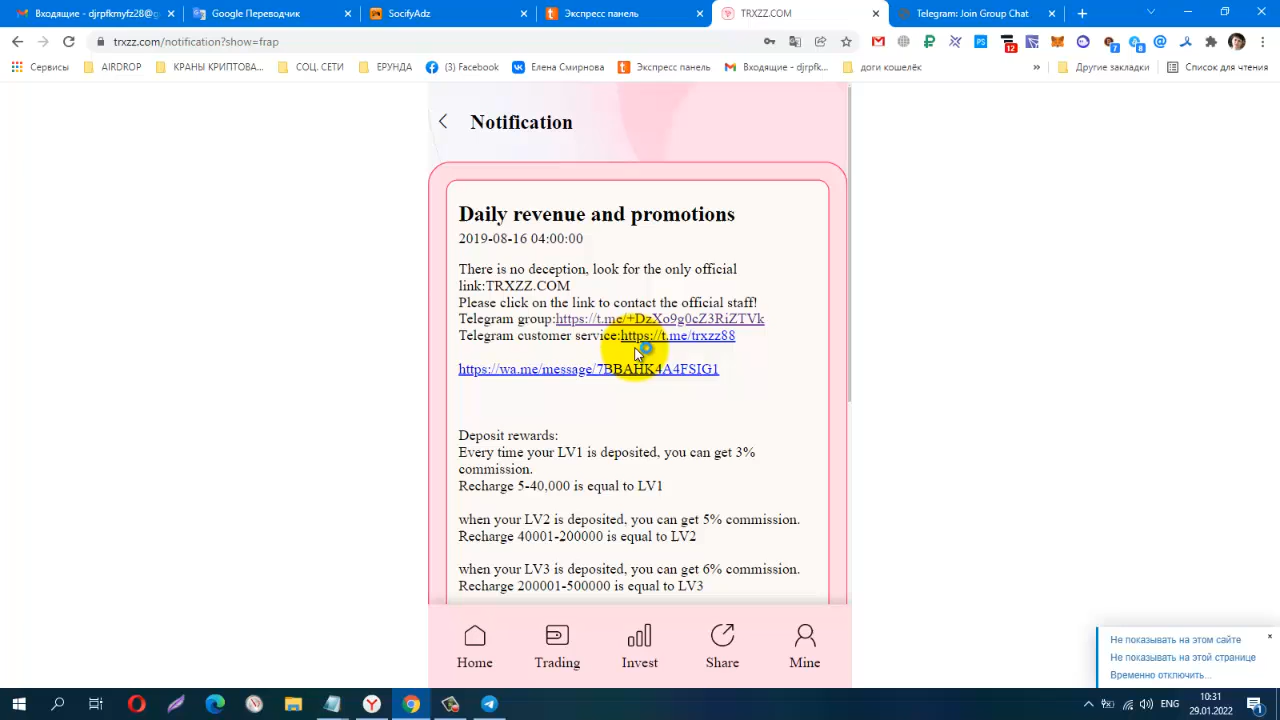 Входящие - djrpfkmyfz28@g
Google Переводчик
SocifyAdz
Экспресс панель
TRXZZ.COM
Telegram: Join Group Chat
trxzz.com/notification?show=frap
12
7
8
Сервисы
AIRDROP
КРАНЫ КРИПТОВА...
СОЦ. СЕТИ
ЕРУНДА
(3) Facebook
Елена Смирнова
Экспресс панель
Входящие - djrpfk...
доги кошелёк
»
Другие закладки
Список для чтения
Notification
Daily revenue and promotions
2019-08-16 04:00:00
There is no deception, look for the only official
link:TRXZZ.COM
Please click on the link to contact the official staff!
Telegram group:https://t.me/+DzXo9g0cZ3RiZTVk
Telegram customer service:https://t.me/trxzz88
https://wa.me/message/7BBAHK4A4FSIG1
Deposit rewards:
Every time your LV1 is deposited, you can get 3%
commission.
Recharge 5-40,000 is equal to LV1
when your LV2 is deposited, you can get 5% commission.
Recharge 40001-200000 is equal to LV2
when your LV3 is deposited, you can get 6% commission.
Recharge 200001-500000 is equal to LV3
Home
Trading
Invest
Share
Mine
Не показывать на этом сайте
Не показывать на этой странице
Временно отключить...
ENG
10:31
29.01.2022
1